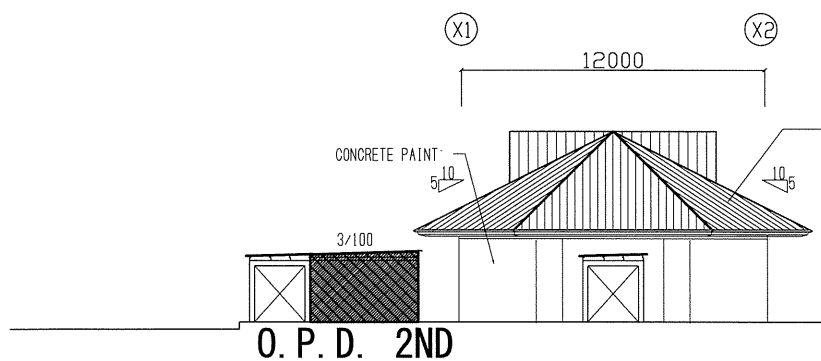 X1 X2
12000
CONCRETE PAINT
10
5
10
5
3/100
O.P.D. 2ND